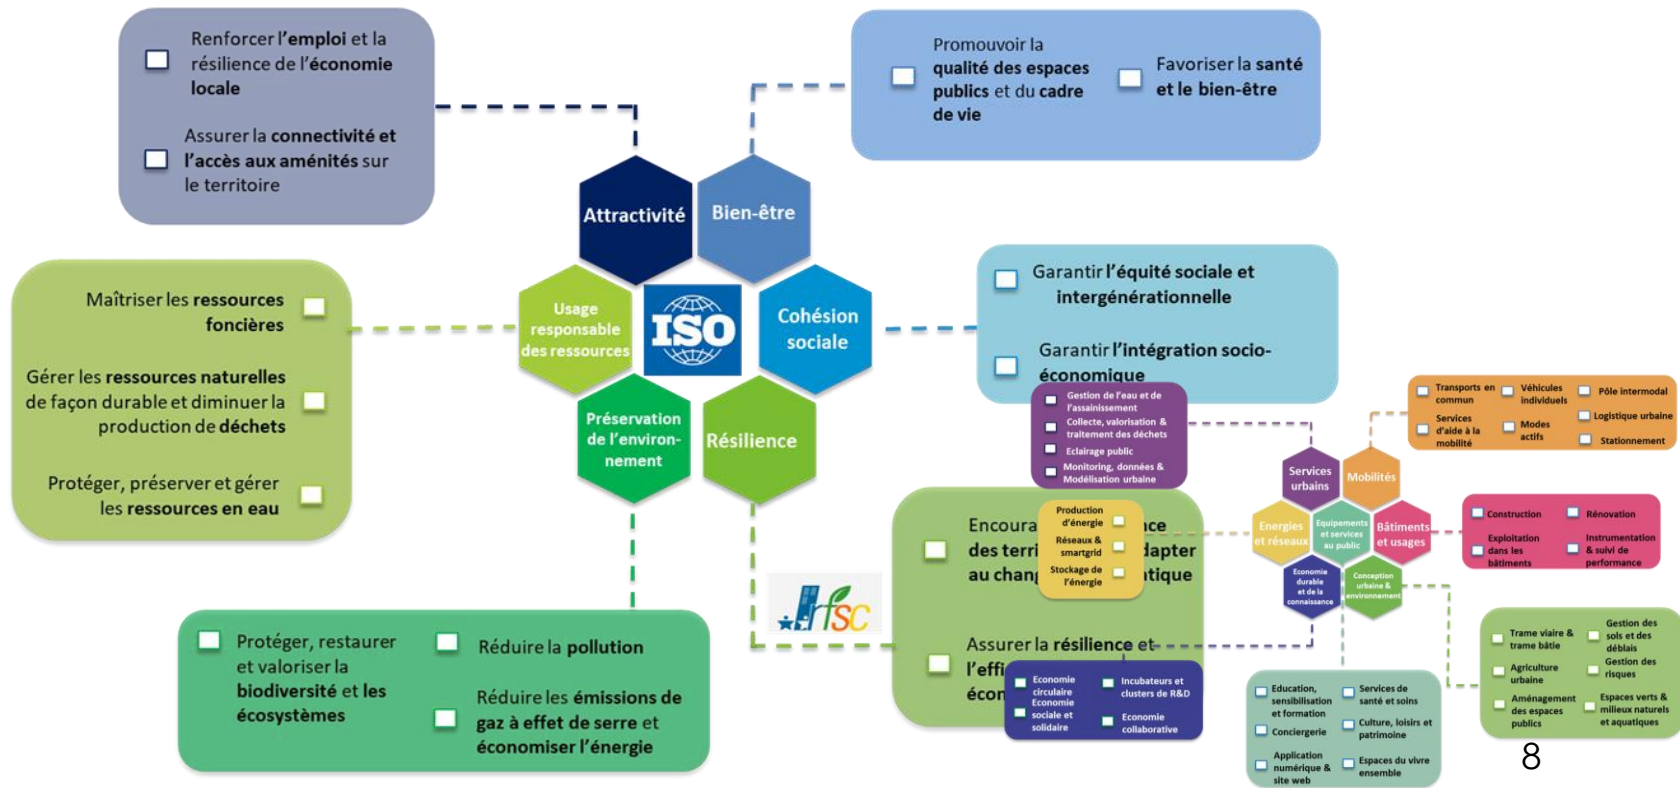 Renforcer l'emploi et la
résilience de l'économie
locale
Assurer la connectivité et
l'accès aux aménités sur
le territoire
Promouvoir la
qualité des espaces
publics et du cadre
de vie
Favoriser la santé
et le bien-être
Attractivité
Bien-être
Usage
responsable
des ressources
ISO
Cohésion
sociale
Préservation
de l'environ-
nement
Résilience
Maîtriser les ressources
foncières
Gérer les ressources naturelles
de façon durable et diminuer la
production de déchets
Protéger, préserver et gérer
les ressources en eau
Garantir l'équité sociale et
intergénérationnelle
Garantir l'intégration socio-
économique
Protéger, restaurer
et valoriser la
biodiversité et les
écosystèmes
Réduire la pollution
Réduire les émissions de
gaz à effet de serre et
économiser l'énergie
rfsc
Encoura
des terri
dapter
au chang
atique
Assurer la résilience et
l'effi
écon
Gestion de l'eau et de
l'assainissement
Collecte, valorisation &
traitement des déchets
Eclairage public
Monitoring, données &
Modélisation urbaine
Transports en
commun
Véhicules
individuels
Pôle intermodal
Services
d'aide à la
mobilité
Modes
actifs
Logistique urbaine
Stationnement
Services
urbains
Mobilités
Energies
et réseaux
Equipements
et services
au public
Bâtiments
et usages
Economie
durable
et de la
connaissance
Conception
urbaine &
environnement
Production
d'énergie
Réseaux &
smartgrid
Stockage de
l'énergie
Construction
Rénovation
Exploitation
dans les
bâtiments
Instrumentation
& suivi de
performance
Economie
circulaire
Economie
sociale et
solidaire
Incubateurs et
clusters de R&D
Economie
collaborative
Education,
sensibilisation
et formation
Conciergerie
Application
numérique &
site web
Services de
santé et soins
Culture, loisirs et
patrimoine
Espaces du vivre
ensemble
Trame viaire &
trame bâtie
Agriculture
urbaine
Aménagement
des espaces
publics
Gestion des
sols et des
déblais
Gestion des
risques
Espaces verts &
milieux naturels
et aquatiques
8